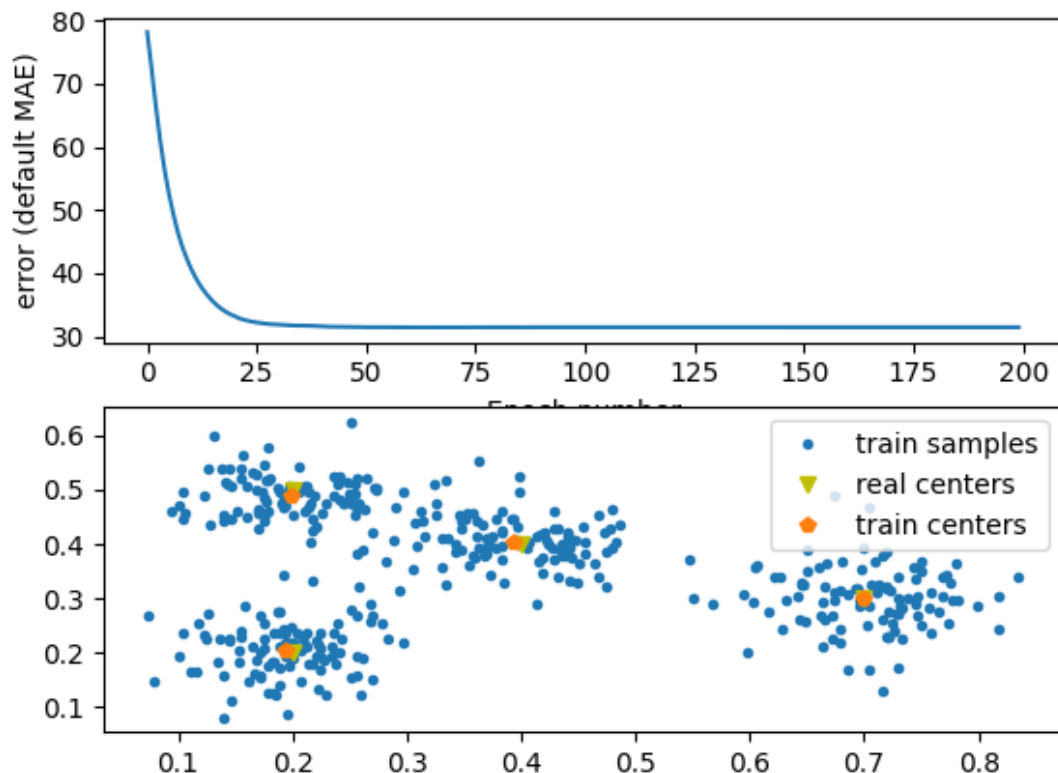 80
70
60
50
40
30
error (default MAE)
0 25 50 75 100 125 150 175 200
Epoch number
0.6
0.5
0.4
0.3
0.2
0.1
train samples
real centers
train centers
0.1 0.2 0.3 0.4 0.5 0.6 0.7 0.8